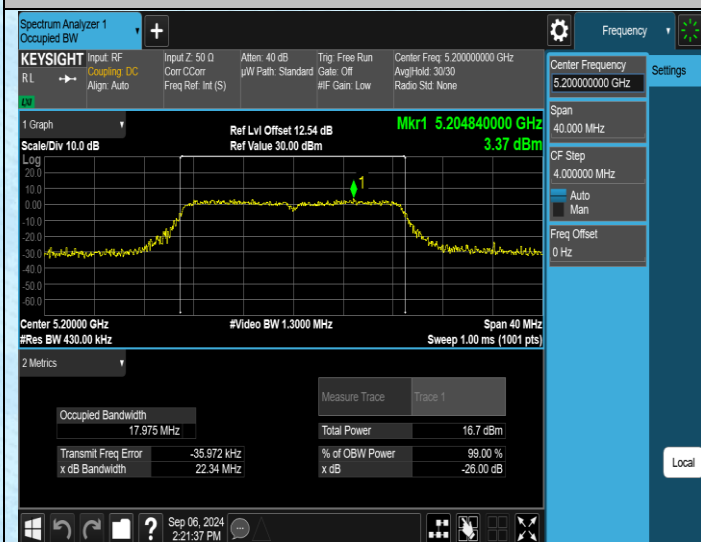 Spectrum Analyzer 1
Occupied BW
Frequency
KEYSIGHT
RL
LXI
Input: RF
Coupling: DC
Align: Auto
Input Z: 50 Ω
Corr CCorr
Freq Ref: Int (S)
Atten: 40 dB
µW Path: Standard
Trig: Free Run
Gate: Off
#IF Gain: Low
Center Freq: 5.200000000 GHz
Avg|Hold: 30/30
Radio Std: None
Center Frequency
5.200000000 GHz
Settings
Span
40.000 MHz
CF Step
4.000000 MHz
Auto
Man
Freq Offset
0 Hz
Local
1 Graph
Scale/Div 10.0 dB
Ref Lvl Offset 12.54 dB
Ref Value 30.00 dBm
Mkr1 5.204840000 GHz
3.37 dBm
Log
20.0
10.0
0.00
-10.0
-20.0
-30.0
-40.0
-50.0
-60.0
1
Center 5.20000 GHz
#Res BW 430.00 kHz
#Video BW 1.3000 MHz
Span 40 MHz
Sweep 1.00 ms (1001 pts)
2 Metrics
Measure Trace
Trace 1
Occupied Bandwidth
17.975 MHz
Total Power
16.7 dBm
Transmit Freq Error
-35.972 kHz
% of OBW Power
99.00 %
x dB Bandwidth
22.34 MHz
x dB
-26.00 dB
?
Sep 06, 2024
2:21:37 PM